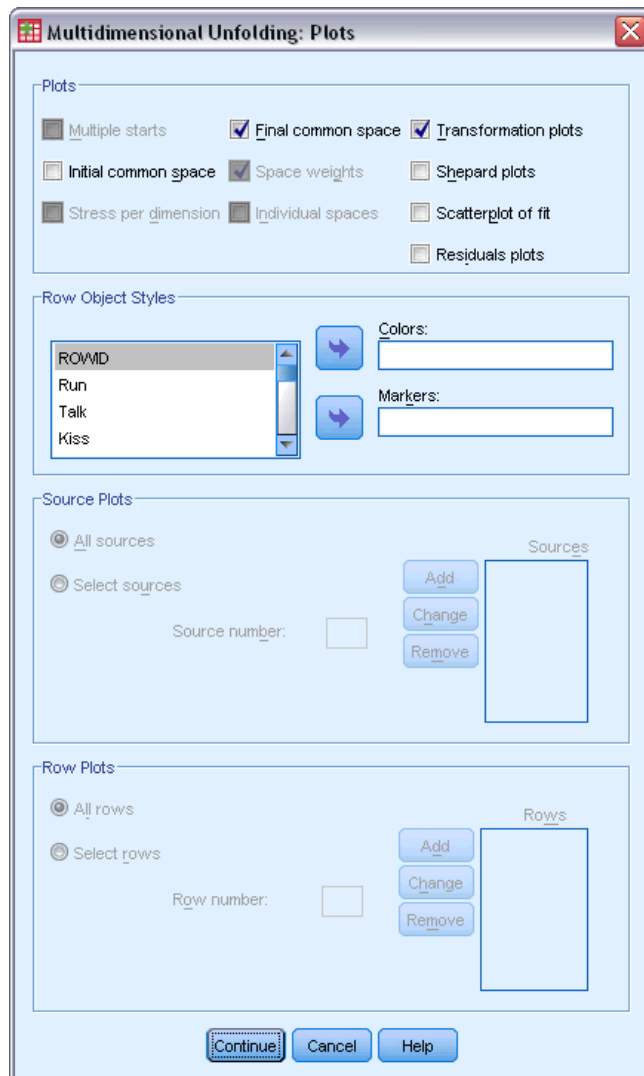 Multidimensional Unfolding: Plots
Plots
Multiple starts
Final common space
Transformation plots
Initial common space
Space weights
Shepard plots
Stress per dimension
Individual spaces
Scatterplot of fit
Residuals plots
Row Object Styles
ROWID
Run
Talk
Kiss
Colors:
Markers:
Source Plots
All sources
Select sources
Source number:
Add
Change
Remove
Sources
Row Plots
All rows
Select rows
Row number:
Add
Change
Remove
Rows
Continue
Cancel
Help